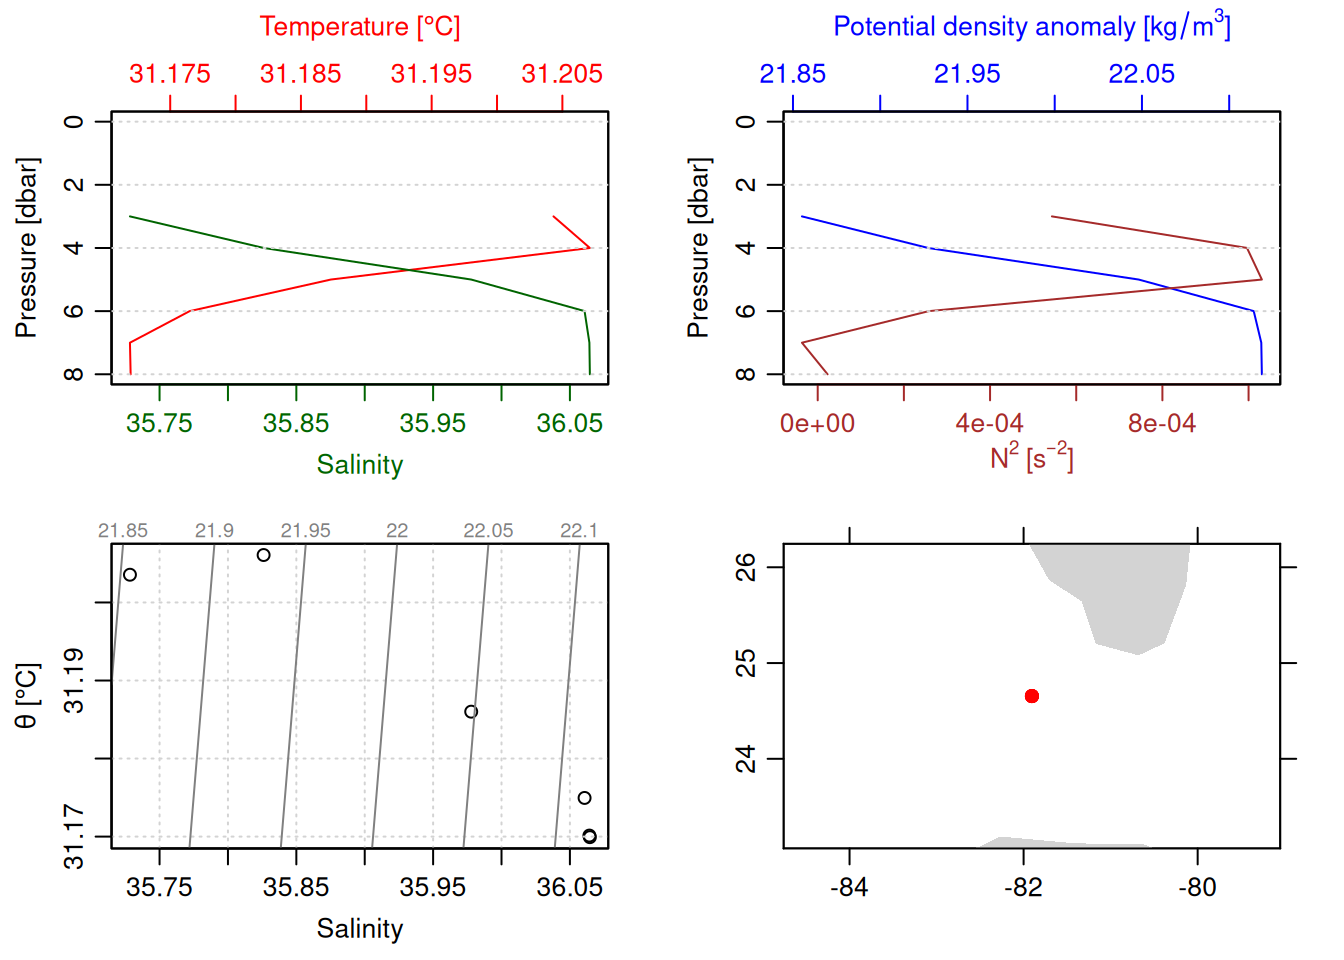 Temperature [°C]
31.175 31.185 31.195 31.205
Pressure [dbar]
0
2
4
6
8
35.75 35.85 35.95 36.05
Salinity
Potential density anomaly [kg/m³]
21.85 21.95 22.05
Pressure [dbar]
0
2
4
6
8
0e+00 4e-04 8e-04
N² [s⁻²]
21.85 21.9 21.95 22 22.05 22.1
θ [°C]
31.19
31.17
35.75 35.85 35.95 36.05
Salinity
26
25
24
-84 -82 -80